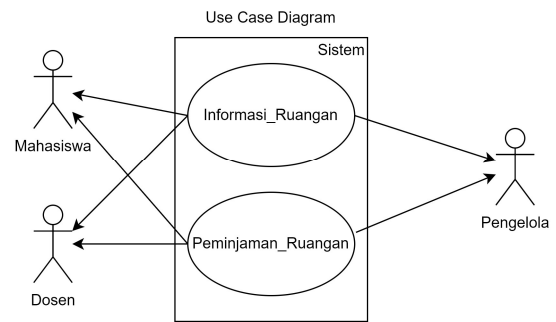 Use Case Diagram
Sistem
Informasi_Ruangan
Mahasiswa
Pengelola
Peminjaman_Ruangan
Dosen